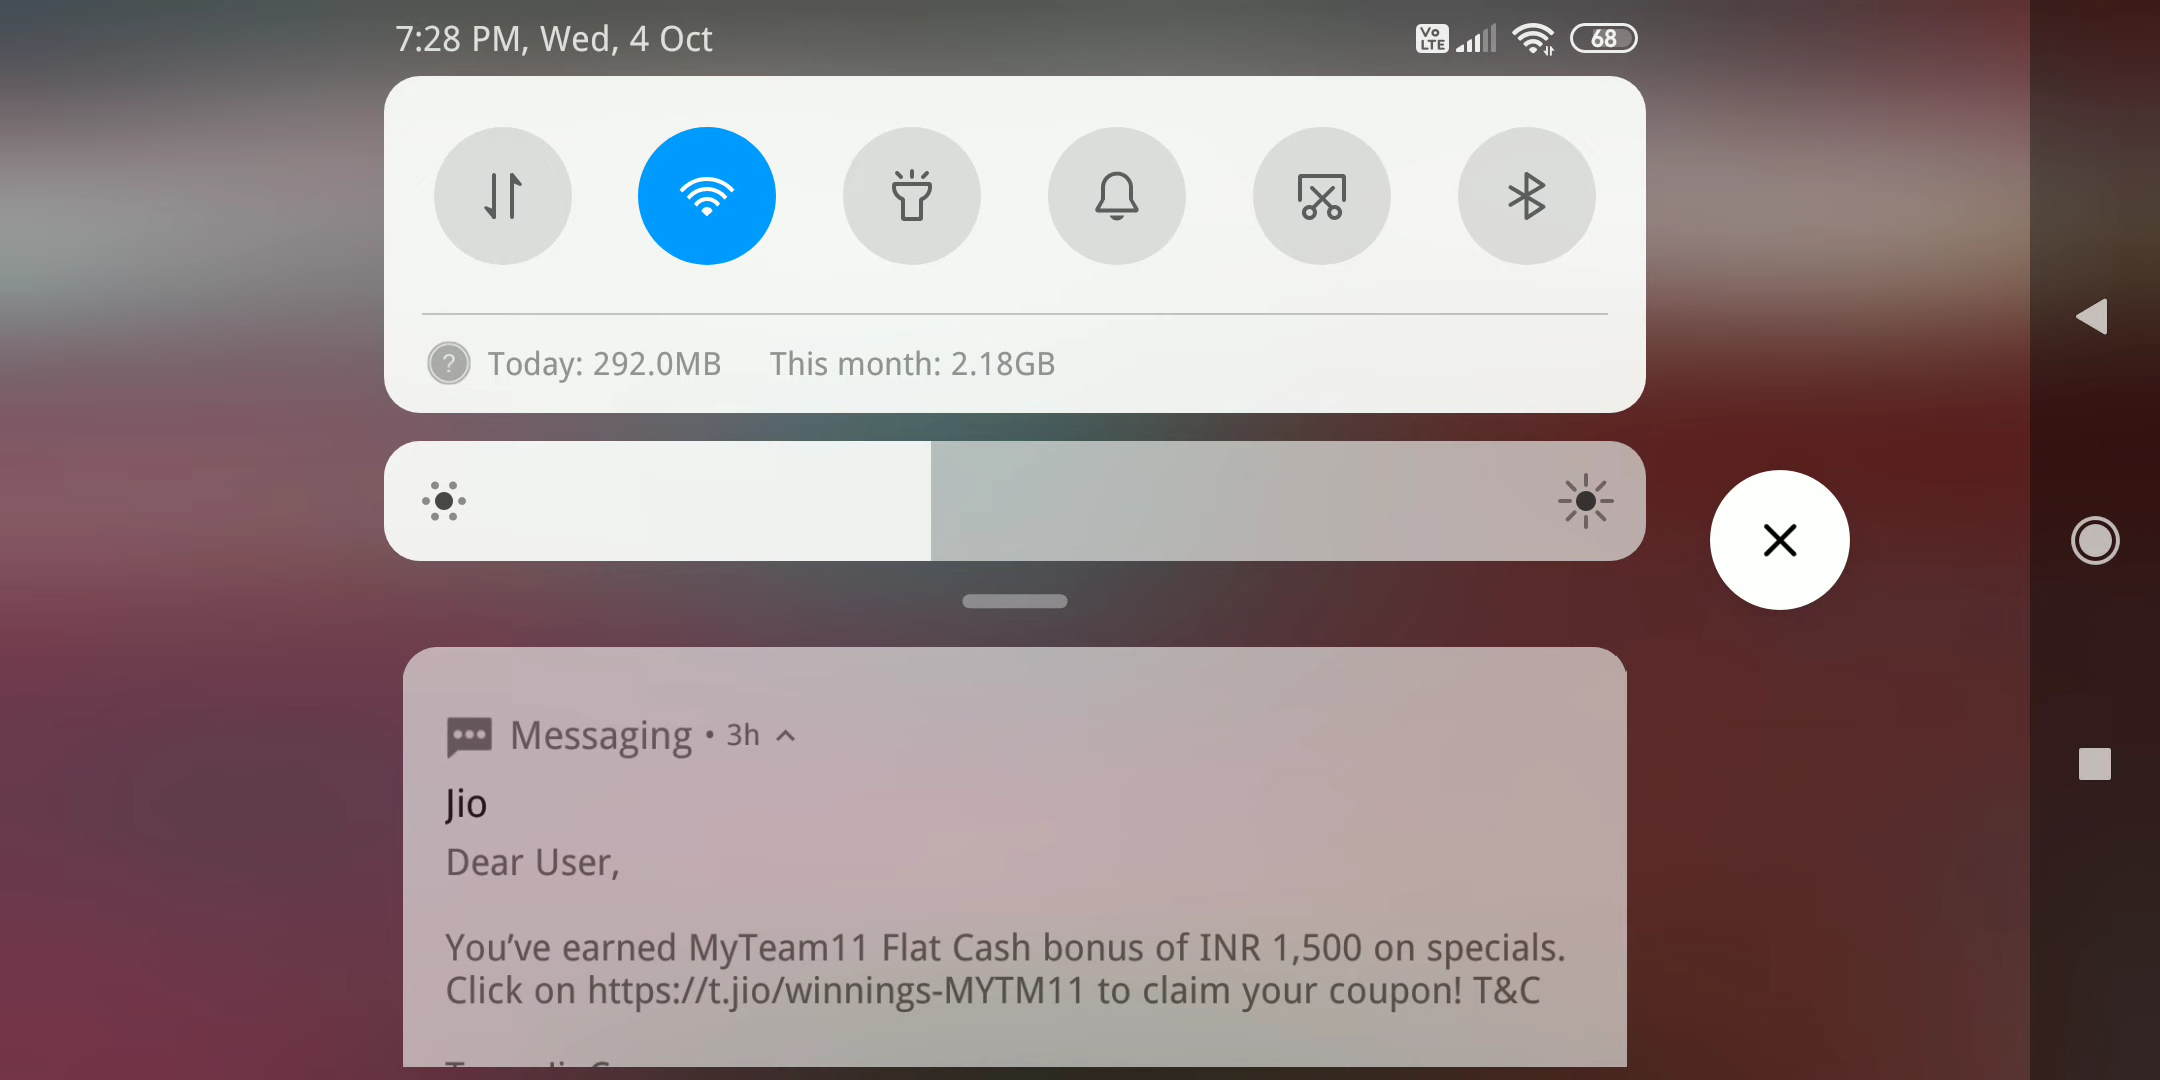 7:28 PM, Wed, 4 Oct
Vo LTE 68
Today: 292.0MB This month: 2.18GB
Messaging • 3h
Jio
Dear User,
You’ve earned MyTeam11 Flat Cash bonus of INR 1,500 on specials.
Click on https://t.jio/winnings-MYTM11 to claim your coupon! T&C